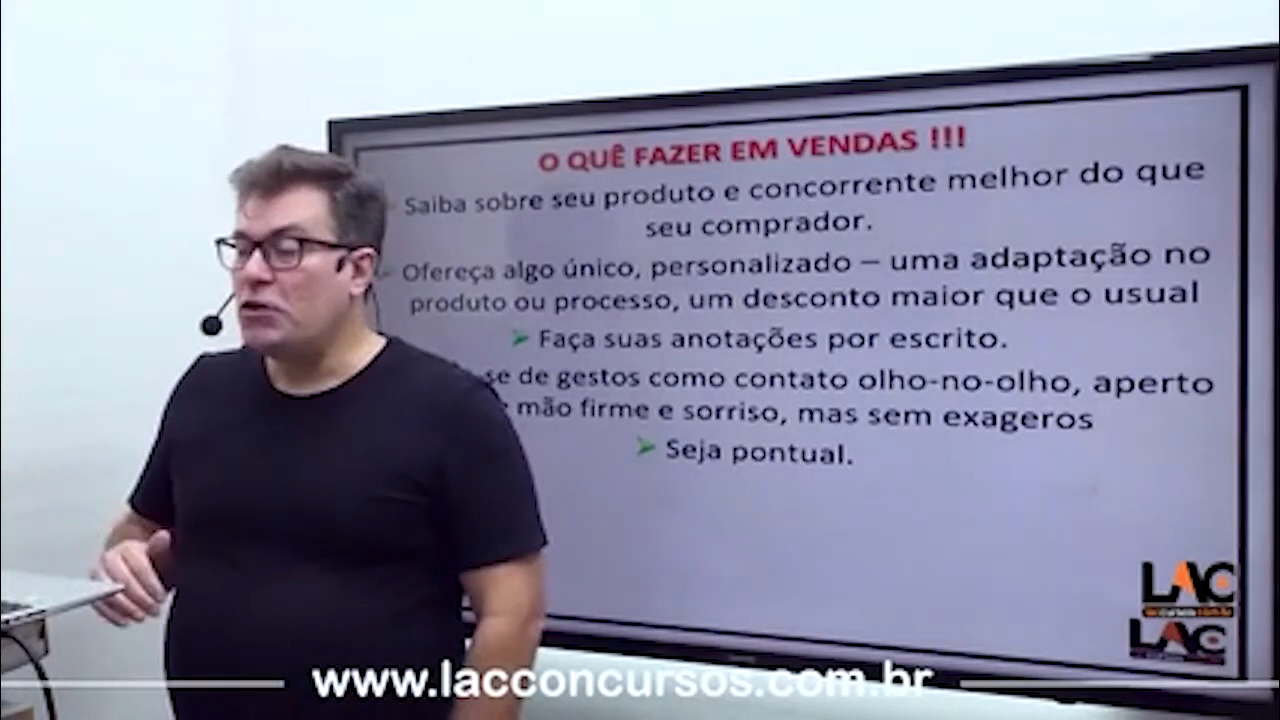 O QUÊ FAZER EM VENDAS !!!
Saiba sobre seu produto e concorrente melhor do que
seu comprador.
Ofereça algo único, personalizado – uma adaptação no
produto ou processo, um desconto maior que o usual
Faça suas anotações por escrito.
-se de gestos como contato olho-no-olho, aperto
mão firme e sorriso, mas sem exageros
Seja pontual.
LAC
LAC
www.lacconcursos.com.br